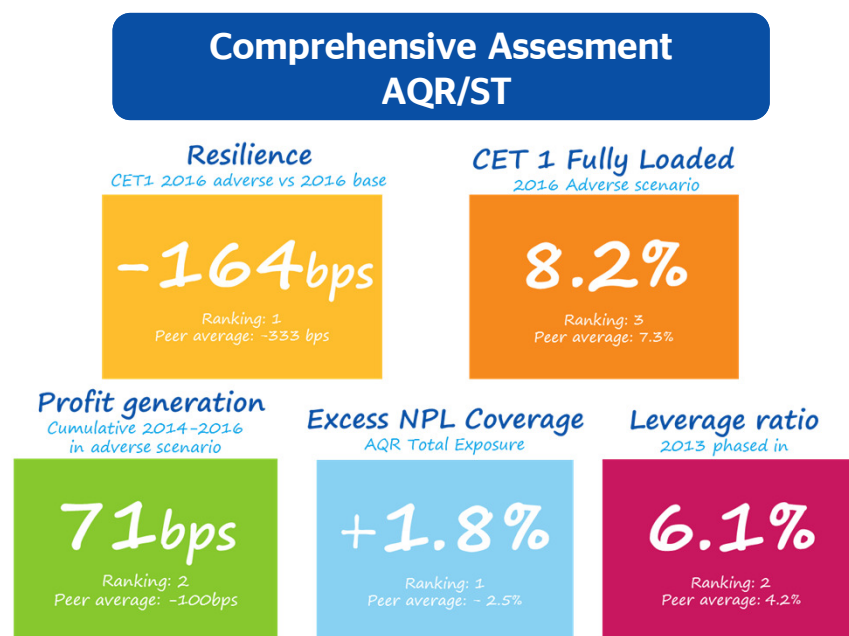 Comprehensive Assesment
AQR/ST
Resilience
CET1 2016 adverse vs 2016 base
-164bps
Ranking: 1
Peer average: -333 bps
CET 1 Fully Loaded
2016 Adverse scenario
8.2%
Ranking: 3
Peer average: 7.3%
Profit generation
Cumulative 2014-2016
in adverse scenario
71bps
Ranking: 2
Peer average: -100bps
Excess NPL Coverage
AQR Total Exposure
+1.8%
Ranking: 1
Peer average: - 2.5%
Leverage ratio
2013 phased in
6.1%
Ranking: 2
Peer average: 4.2%